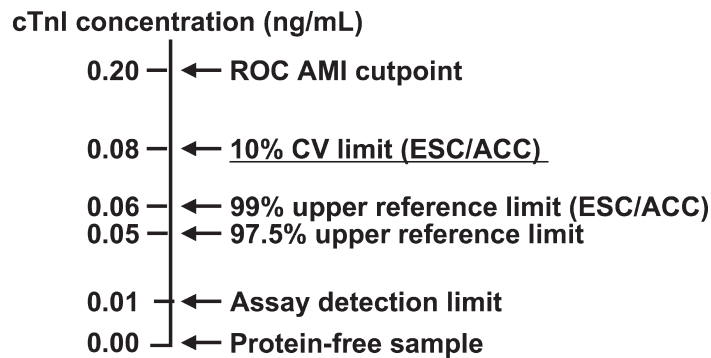 cTnI concentration (ng/mL)
0.20 ROC AMI cutpoint
0.08 10% CV limit (ESC/ACC)
0.06 99% upper reference limit (ESC/ACC)
0.05 97.5% upper reference limit
0.01 Assay detection limit
0.00 Protein-free sample